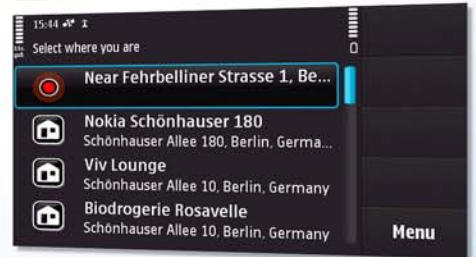 15:44
Select where you are
Near Fehrbelliner Strasse 1, Be...
Nokia Schönhauser 180
Schönhauser Allee 180, Berlin, Germa...
Viv Lounge
Schönhauser Allee 10, Berlin, Germany
Biodrogerie Rosavelle
Schönhauser Allee 10, Berlin, Germany
Menu